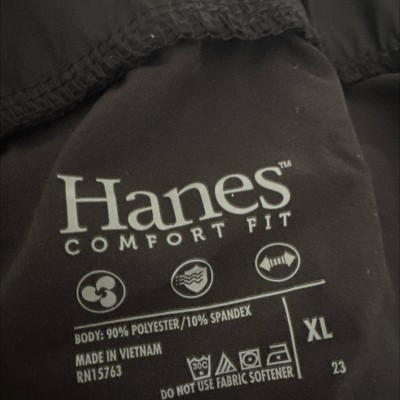 Hanes™
COMFORT FIT
BODY: 90% POLYESTER/10% SPANDEX
MADE IN VIETNAM
RN15763
30C
DO NOT USE FABRIC SOFTENER
XL
23